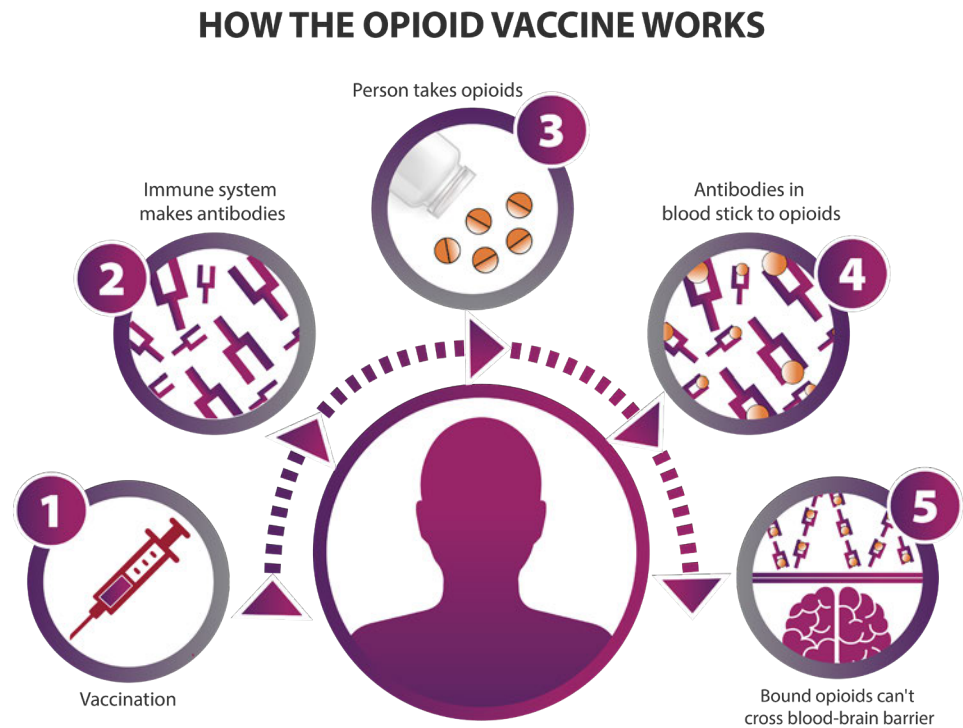 HOW THE OPIOID VACCINE WORKS
1
Vaccination
2
Immune system
makes antibodies
3
Person takes opioids
4
Antibodies in
blood stick to opioids
5
Bound opioids can't
cross blood-brain barrier